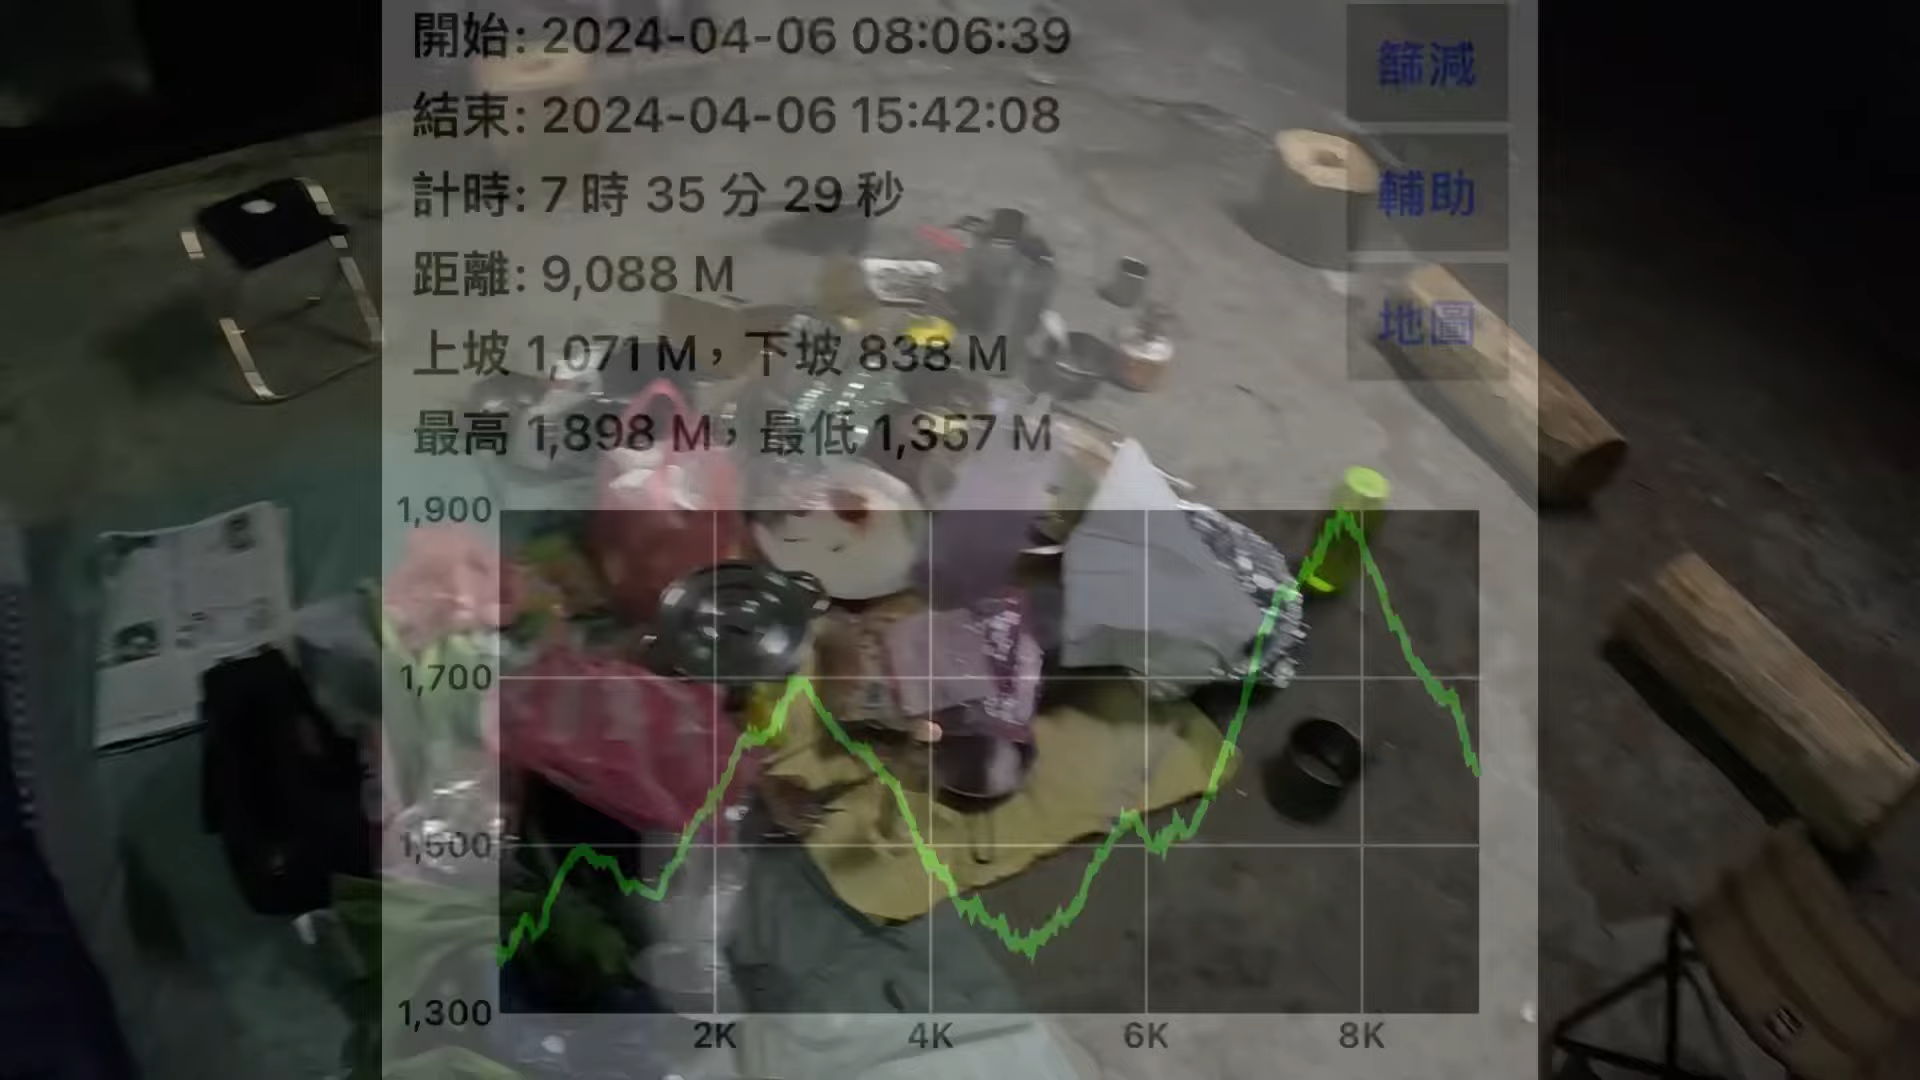 開始: 2024-04-06 08:06:39
結束: 2024-04-06 15:42:08
計時: 7 時 35 分 29 秒
距離: 9,088 M
上坡 1,071 M，下坡 838 M
最高 1,898 M，最低 1,357 M
篩減
輔助
地圖
1,900
1,700
1,500
1,300
2K 4K 6K 8K